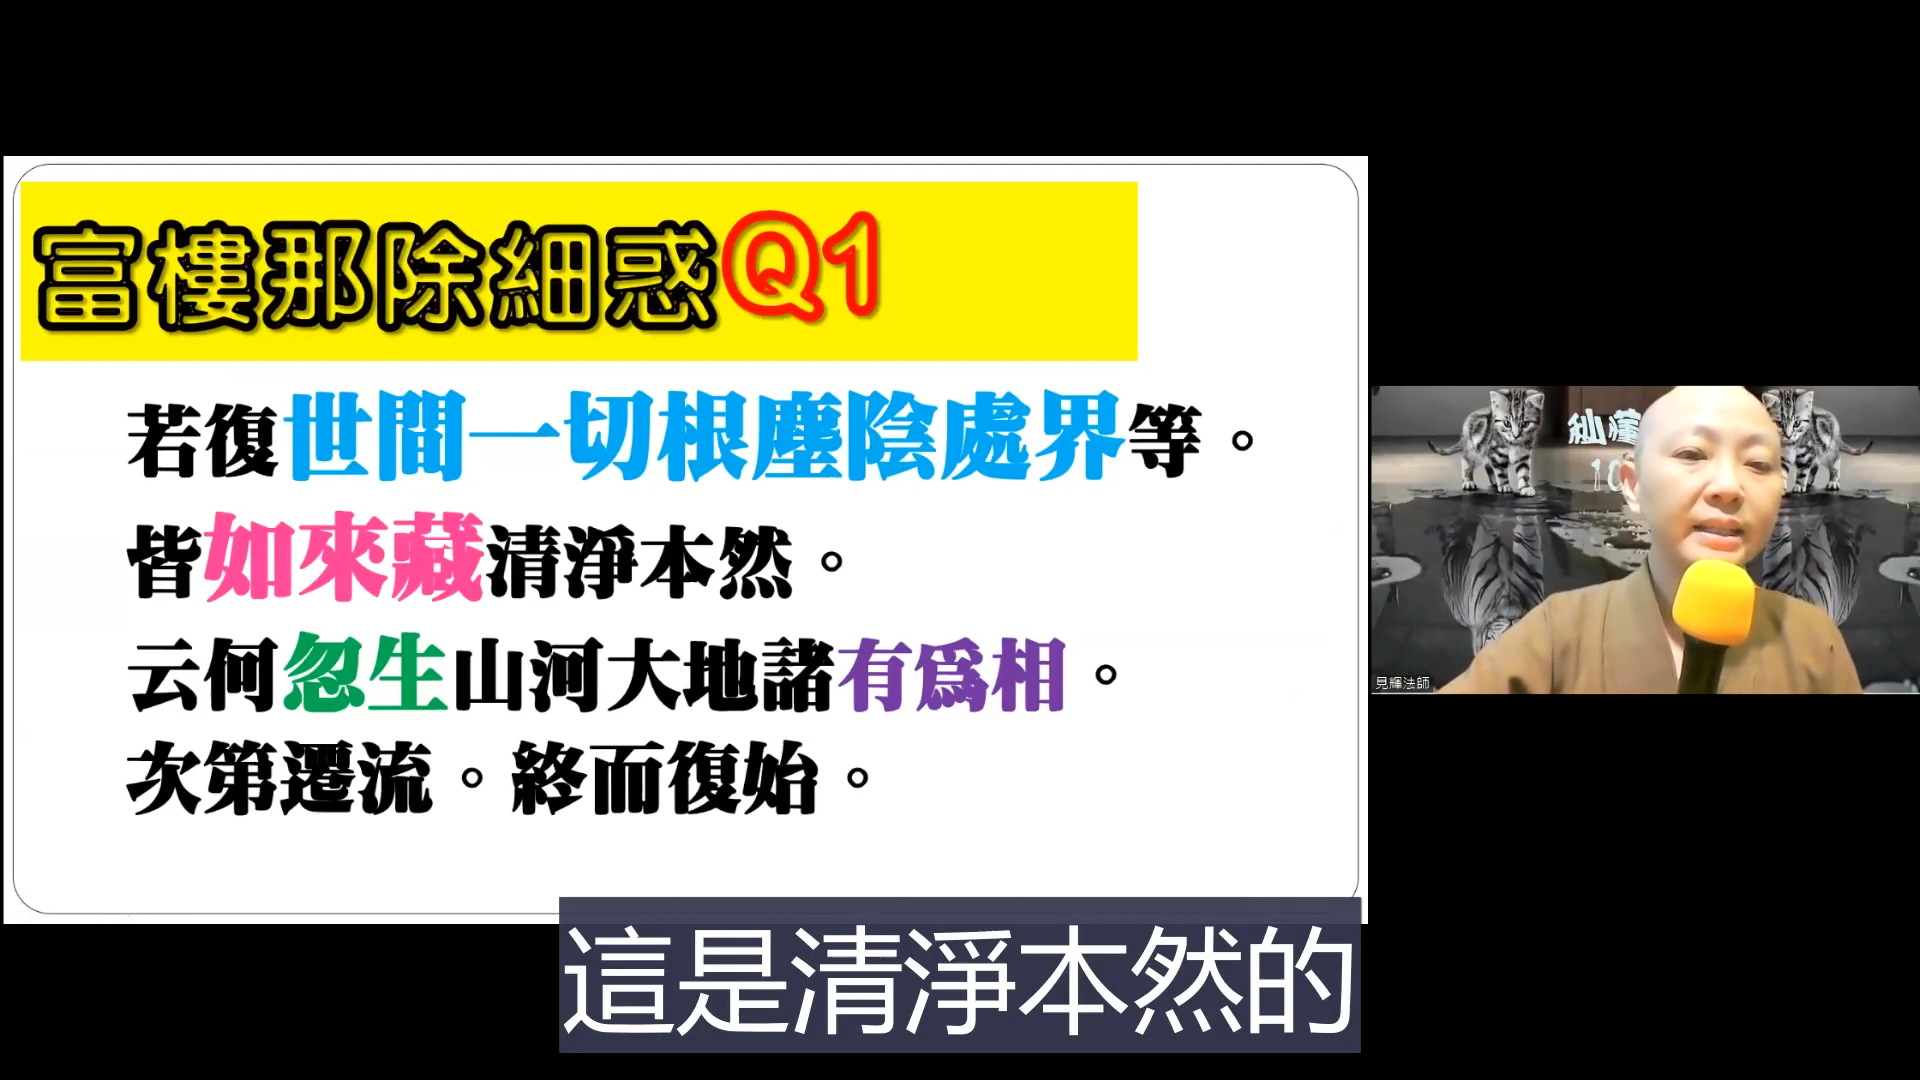 富樓那除細惑Q1
若復世間一切根塵陰處界等。
皆如來藏清淨本然。
云何忽生山河大地諸有為相。
次第遷流。終而復始。
見輝法師
這是清淨本然的